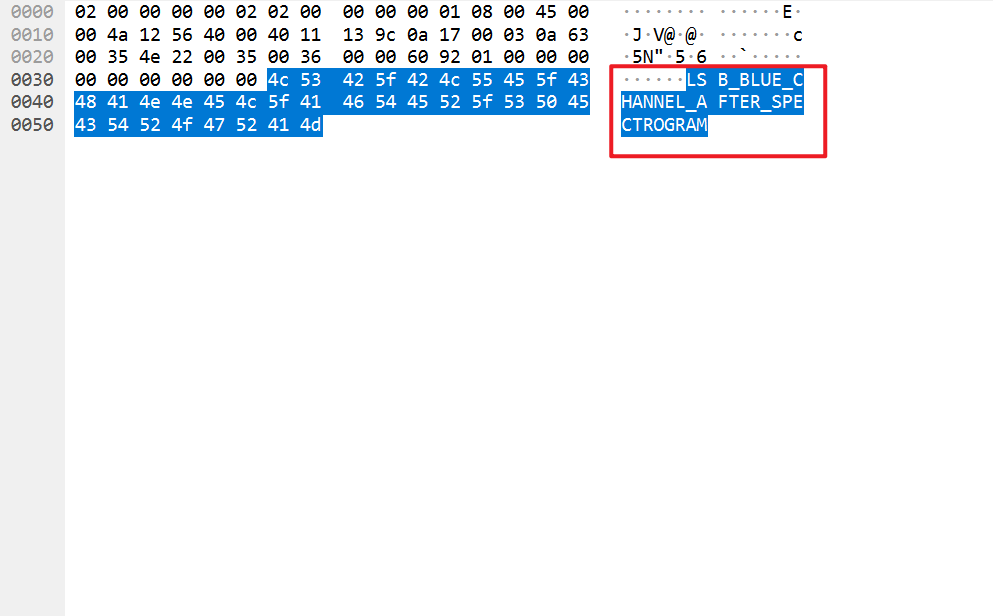 0000 02 00 00 00 00 02 02 00 00 00 00 01 08 00 45 00 ········ ······E·
0010 00 4a 12 56 40 00 40 11 13 9c 0a 17 00 03 0a 63 ·J·V@·@· ·······c
0020 00 35 4e 22 00 35 00 36 00 00 60 92 01 00 00 00 ·5N"·5·6 ··`·····
0030 00 00 00 00 00 00 4c 53 42 5f 42 4c 55 45 5f 43 ······LS B_BLUE_C
0040 48 41 4e 4e 45 4c 5f 41 46 54 45 52 5f 53 50 45 HANNEL_A FTER_SPE
0050 43 54 52 4f 47 52 41 4d CTROGRAM